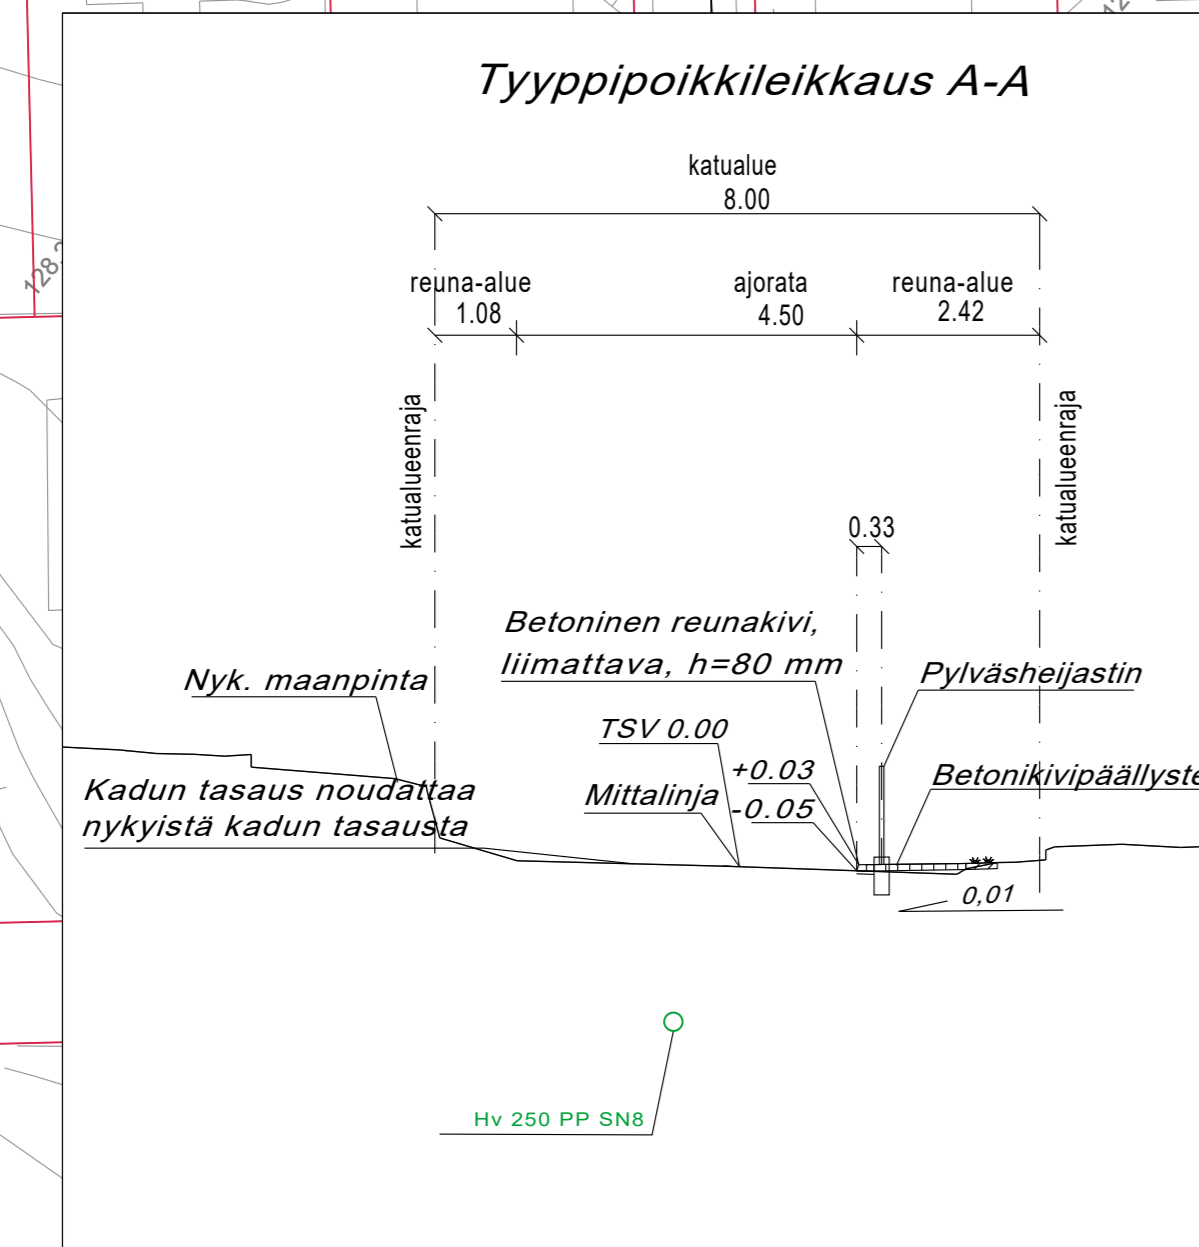 Tyyppipoikkileikkaus A-A
katualue
8.00
reuna-alue
1.08
ajorata
4.50
reuna-alue
2.42
katualueenraja
katualueenraja
0.33
Betoninen reunakivi,
liimattava, h=80 mm
Nyk. maanpinta
Pylväsheijastin
TSV 0.00
+0.03
-0.05
Mittalinja
Betonikivipäällyste
Kadun tasaus noudattaa
nykyistä kadun tasausta
0,01
Hv 250 PP SN8